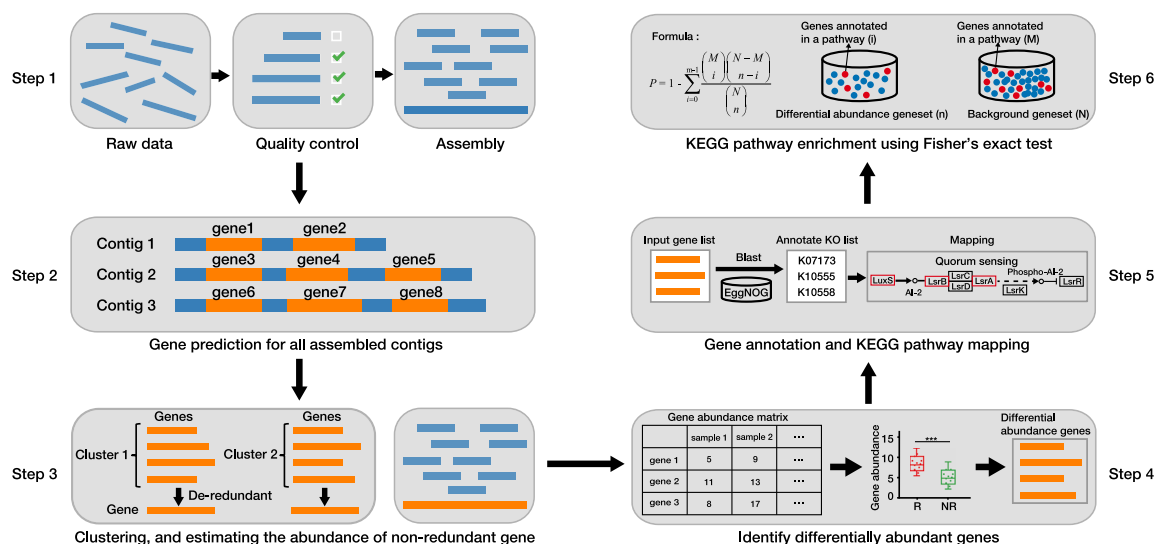 Step 1
Raw data
Quality control
Assembly
Step 2
Contig 1
gene1
gene2
Contig 2
gene3
gene4
gene5
Contig 3
gene6
gene7
gene8
Gene prediction for all assembled contigs
Step 3
Genes
Cluster 1
Genes
Cluster 2
De-redundant
Gene
Clustering, and estimating the abundance of non-redundant gene
Step 4
Gene abundance matrix
sample 1 sample 2 ...
gene 1 5 9 ...
gene 2 11 13 ...
gene 3 8 17 ...
Gene abundance
15
10
5
0
***
R NR
Differential
abundance genes
Identify differentially abundant genes
Step 5
Input gene list
Blast
EggNOG
Annotate KO list
K07173
K10555
K10558
Mapping
Quorum sensing
LuxS
AI-2
LsrB
LsrC
LsrD
LsrA
Phospho-AI-2
LsrK
LsrR
Gene annotation and KEGG pathway mapping
Step 6
Formula :
P = 1 - ∑ i=0 m-1 (M i) (N − M n − i) / (N n)
Genes annotated
in a pathway (i)
Differential abundance geneset (n)
Genes annotated
in a pathway (M)
Background geneset (N)
KEGG pathway enrichment using Fisher's exact test